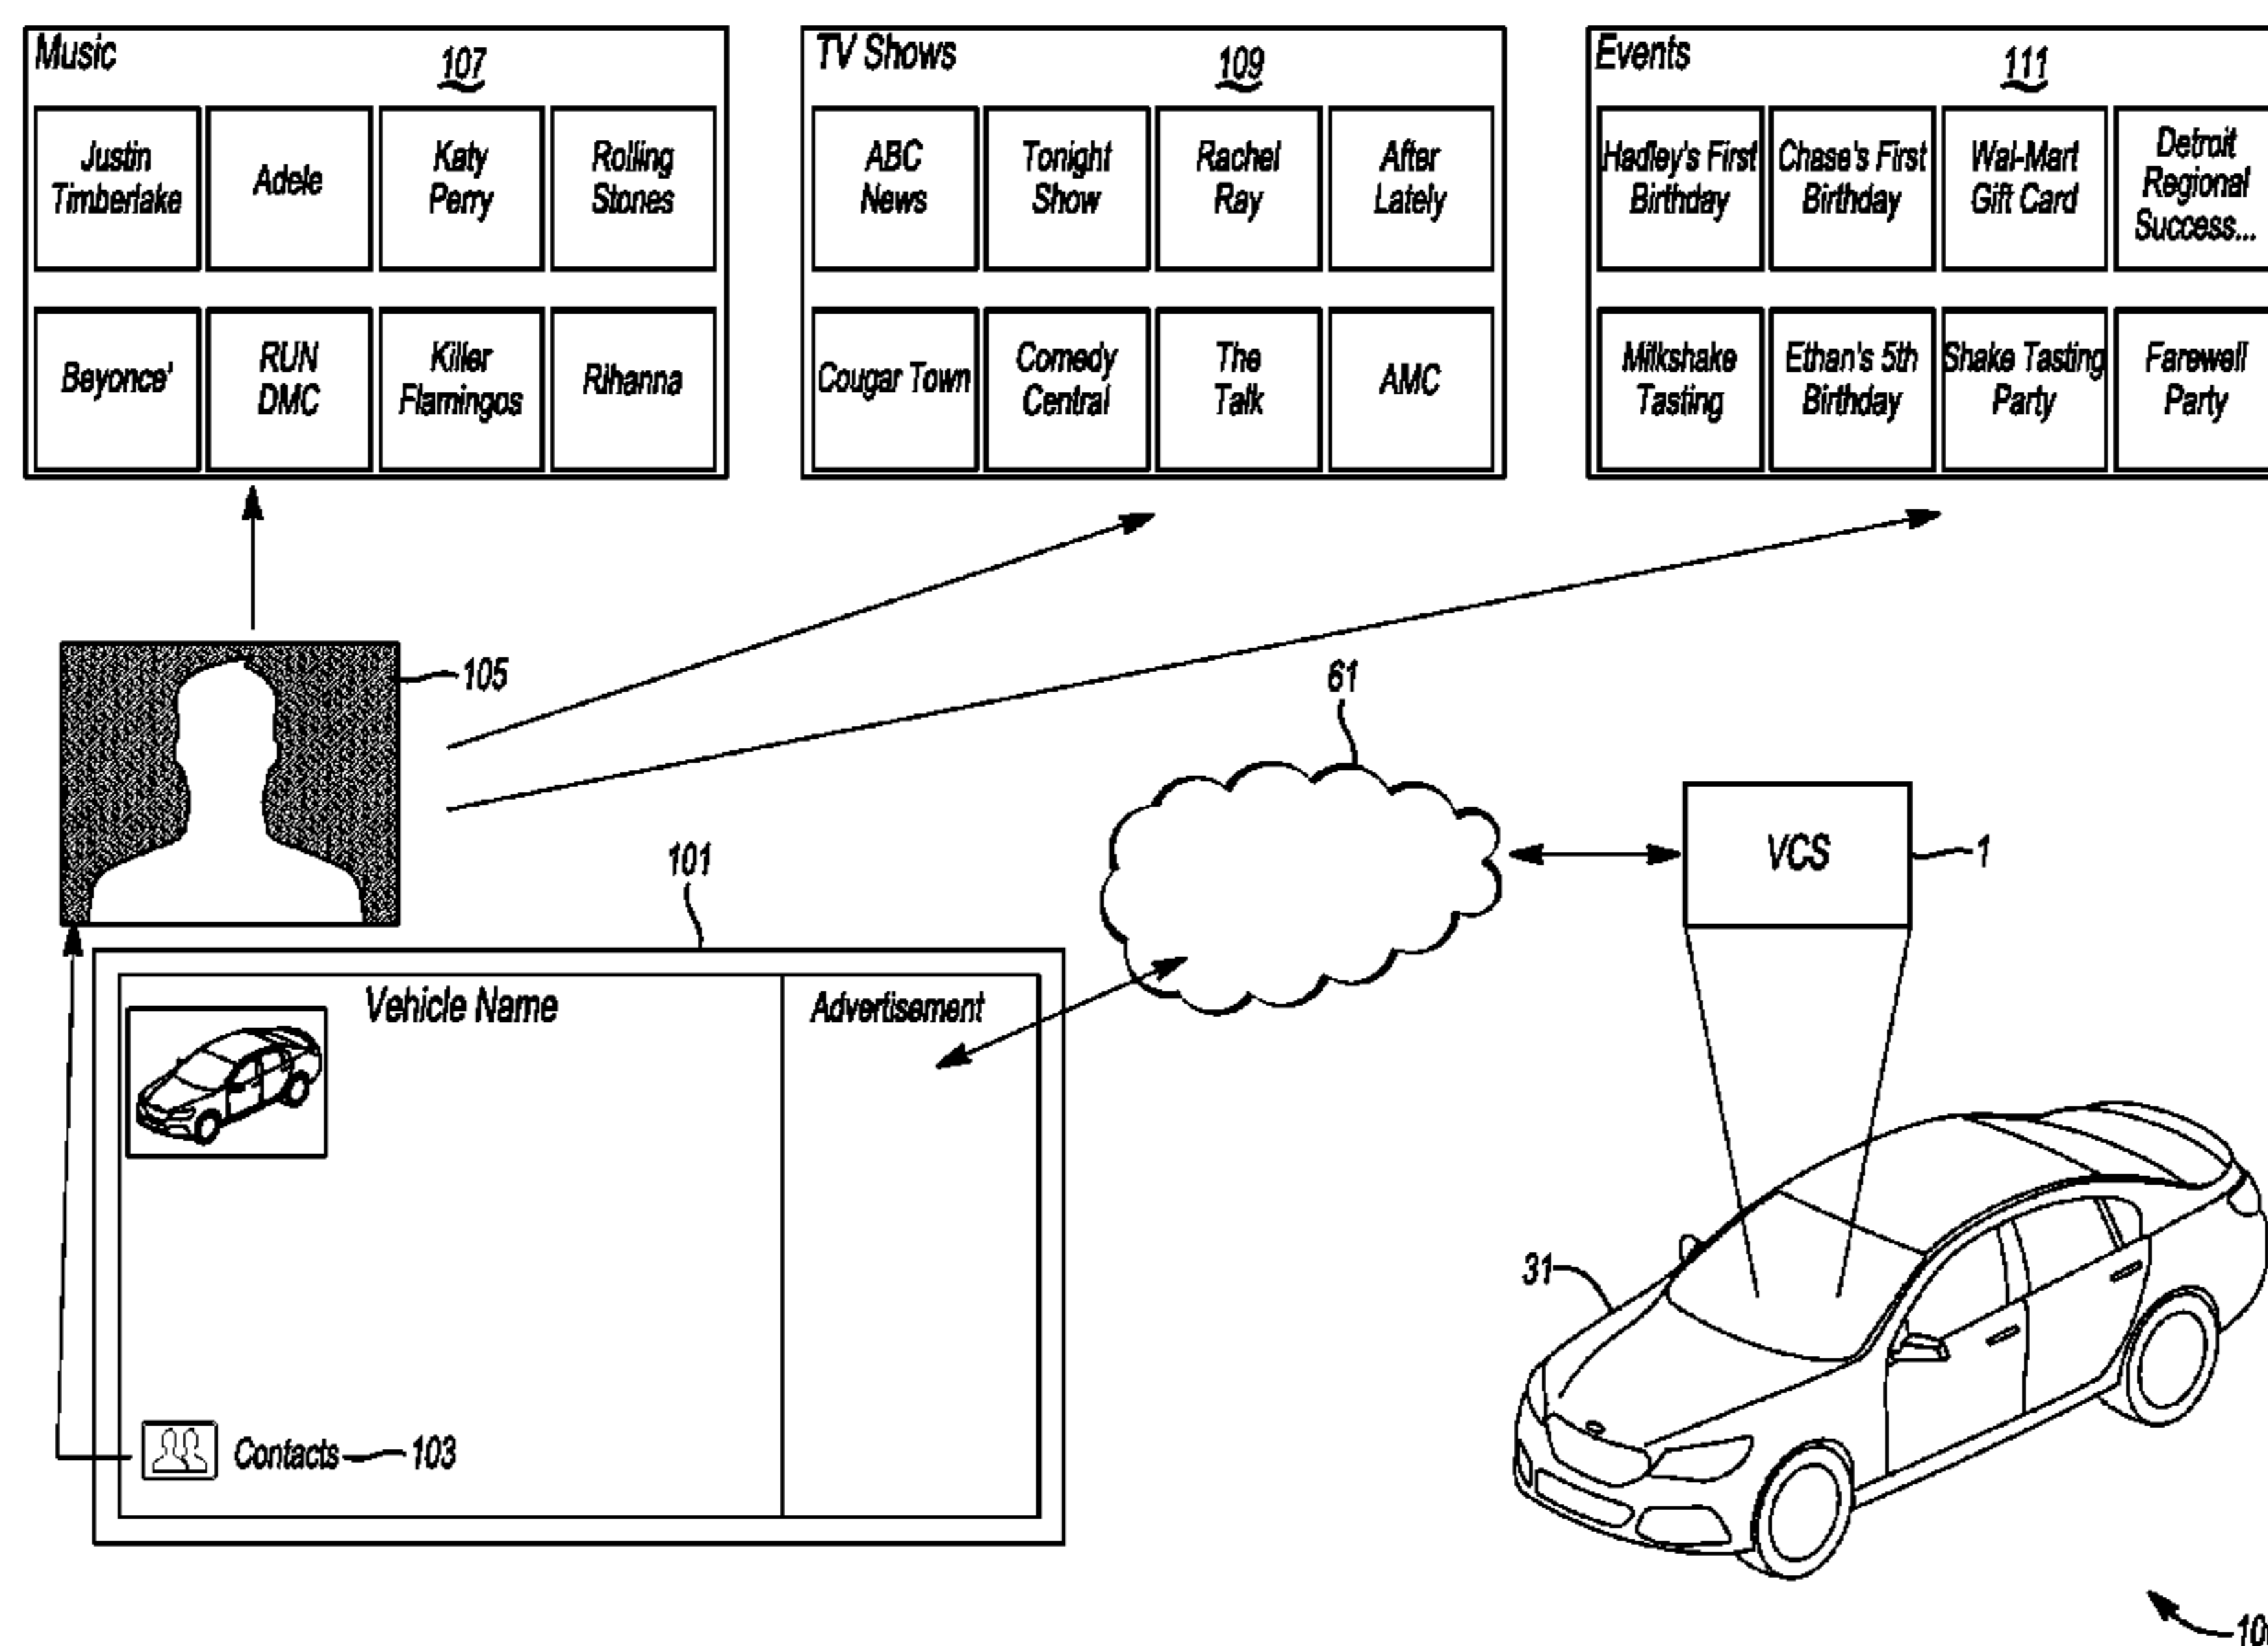 Music
107
Justin
Timberlake
Adele
Katy
Perry
Rolling
Stones
Beyonce'
RUN
DMC
Killer
Flamingos
Rihanna
TV Shows
109
ABC
News
Tonight
Show
Rachel
Ray
After
Lately
Cougar Town
Comedy
Central
The
Talk
AMC
Events
111
Hadley's First
Birthday
Chase's First
Birthday
Wal-Mart
Gift Card
Detroit
Regional
Success...
Milkshake
Tasting
Ethan's 5th
Birthday
Shake Tasting
Party
Farewell
Party
105
61
VCS
1
101
Vehicle Name
Advertisement
Contacts
103
31